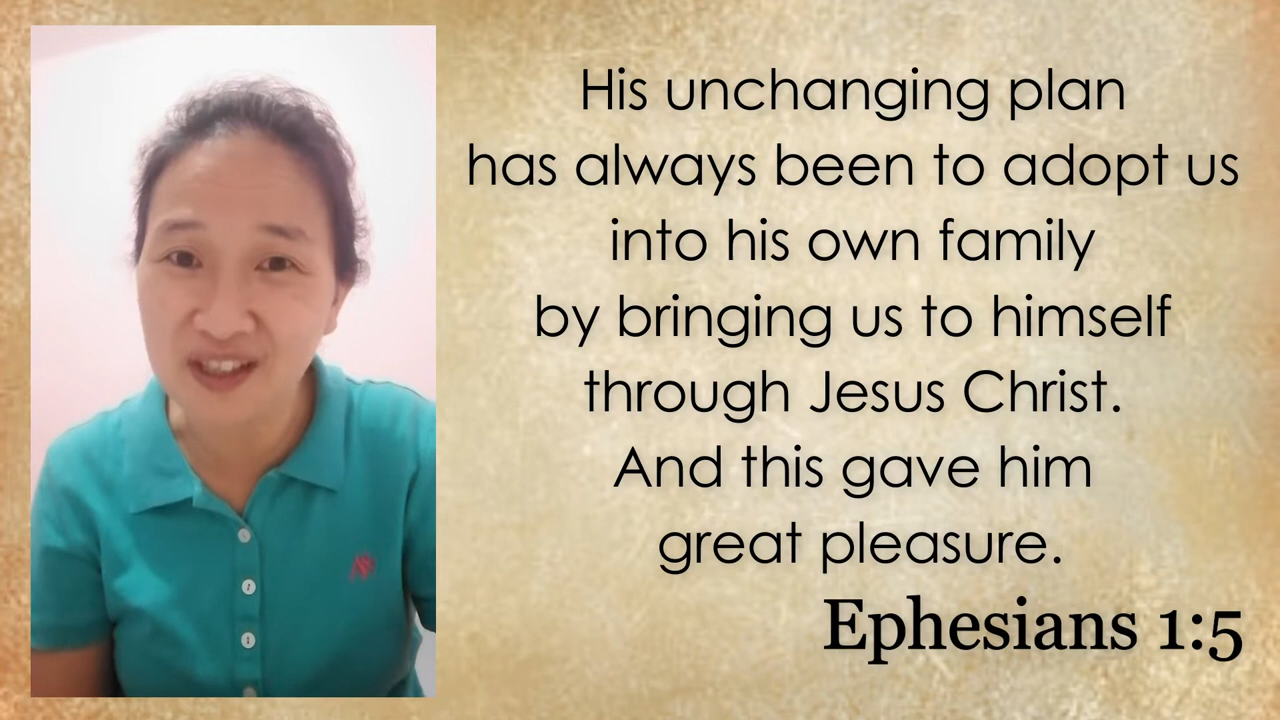 His unchanging plan
has always been to adopt us
into his own family
by bringing us to himself
through Jesus Christ.
And this gave him
great pleasure.
Ephesians 1:5